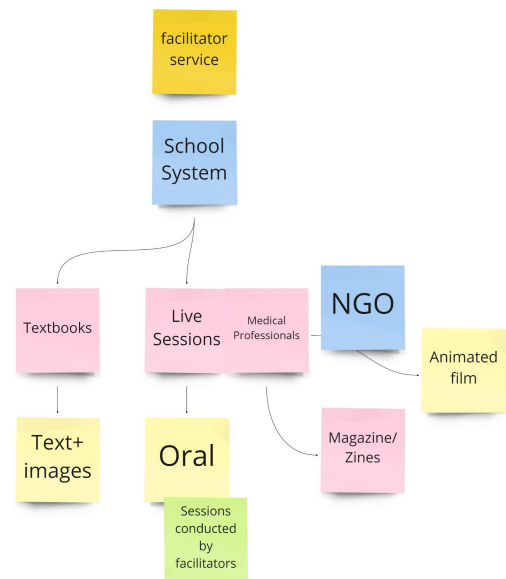 facilitator
service
School
System
Textbooks
Live
Sessions
Medical
Professionals
NGO
Animated
film
Text+
images
Oral
Magazine/
Zines
Sessions
conducted
by
facilitators